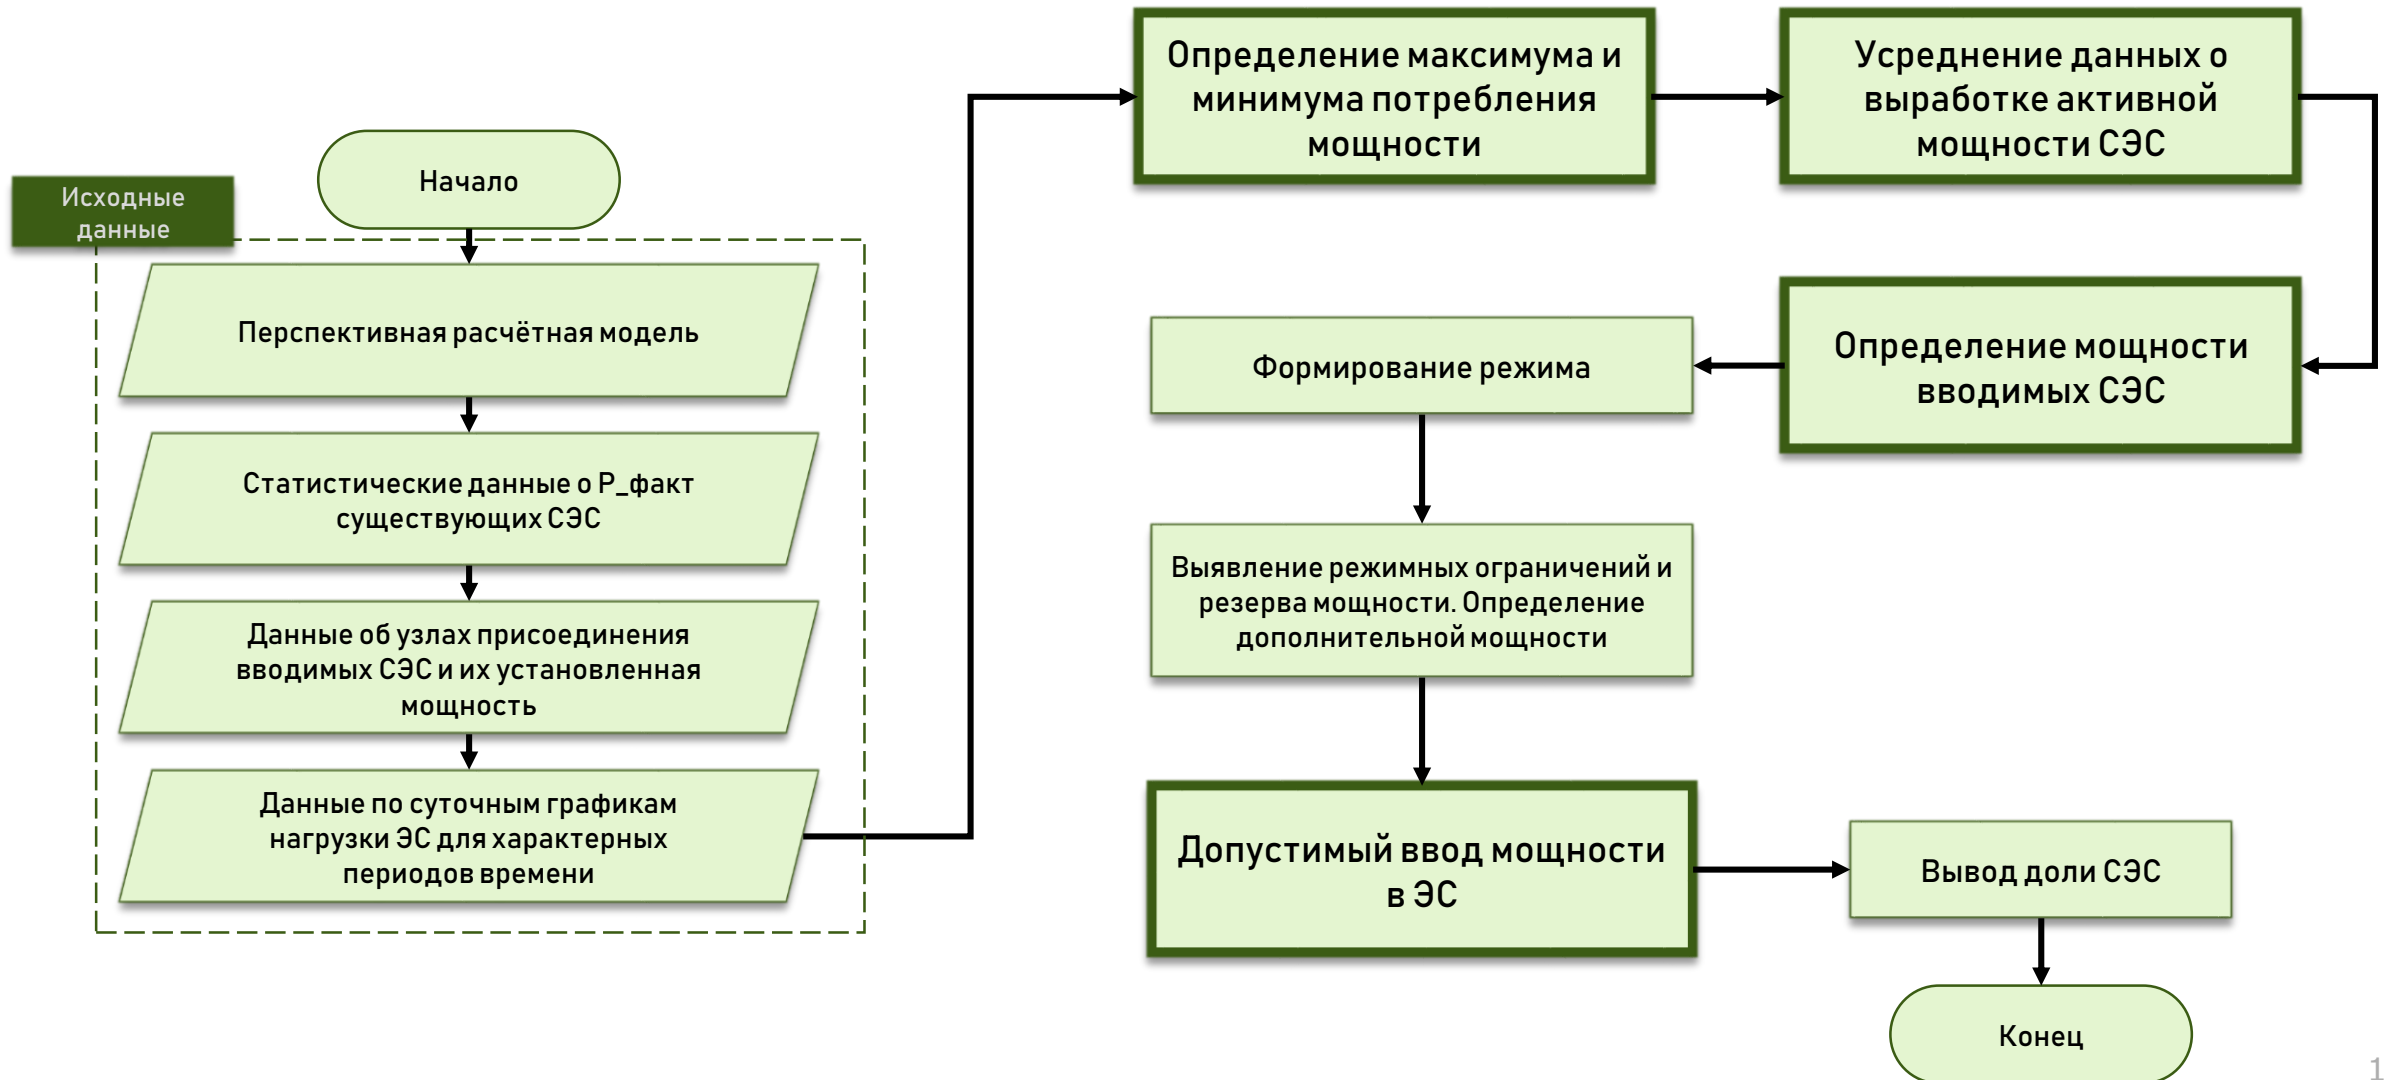 Начало
Исходные
данные
Перспективная расчётная модель
Статистические данные о P_факт
существующих СЭС
Данные об узлах присоединения
вводимых СЭС и их установленная
мощность
Данные по суточным графикам
нагрузки ЭС для характерных
периодов времени
Определение максимума и
минимума потребления
мощности
Усреднение данных о
выработке активной
мощности СЭС
Определение мощности
вводимых СЭС
Формирование режима
Выявление режимных ограничений и
резерва мощности. Определение
дополнительной мощности
Допустимый ввод мощности
в ЭС
Вывод доли СЭС
Конец
1